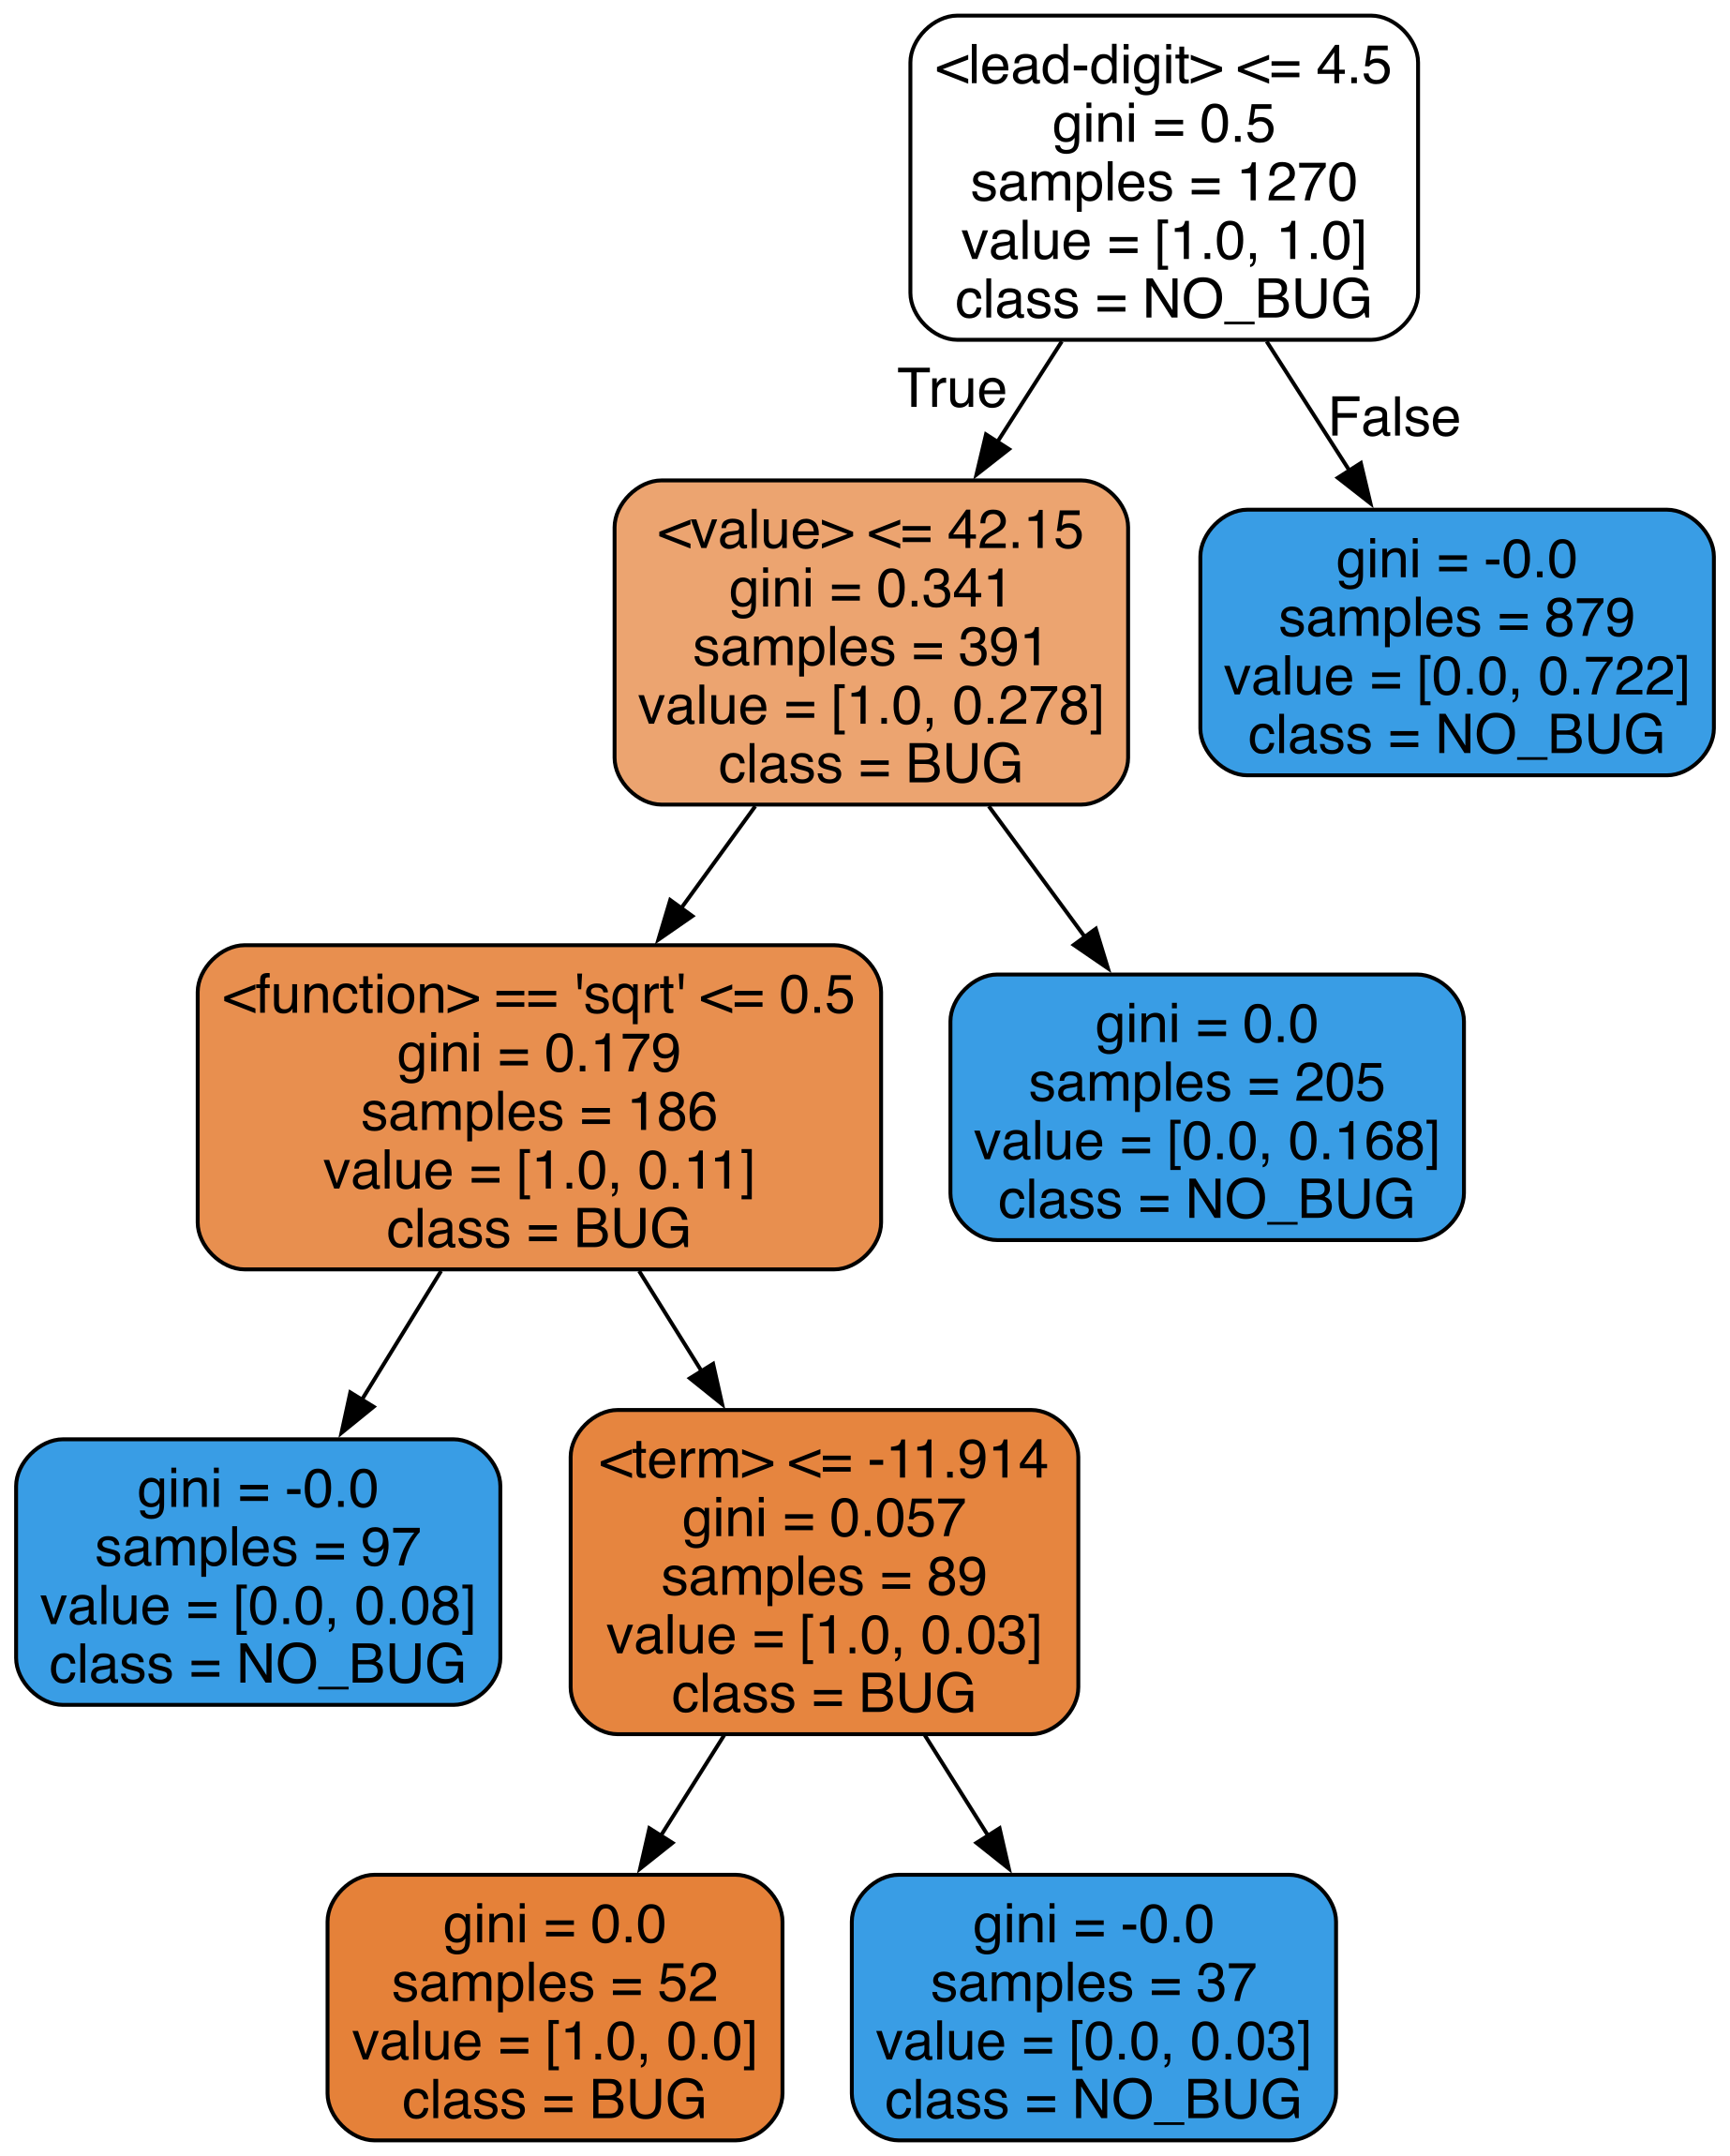 <lead-digit> <= 4.5
gini = 0.5
samples = 1270
value = [1.0, 1.0]
class = NO_BUG
True
False
<value> <= 42.15
gini = 0.341
samples = 391
value = [1.0, 0.278]
class = BUG
gini = -0.0
samples = 879
value = [0.0, 0.722]
class = NO_BUG
<function> == 'sqrt' <= 0.5
gini = 0.179
samples = 186
value = [1.0, 0.11]
class = BUG
gini = 0.0
samples = 205
value = [0.0, 0.168]
class = NO_BUG
gini = -0.0
samples = 97
value = [0.0, 0.08]
class = NO_BUG
<term> <= -11.914
gini = 0.057
samples = 89
value = [1.0, 0.03]
class = BUG
gini = 0.0
samples = 52
value = [1.0, 0.0]
class = BUG
gini = -0.0
samples = 37
value = [0.0, 0.03]
class = NO_BUG